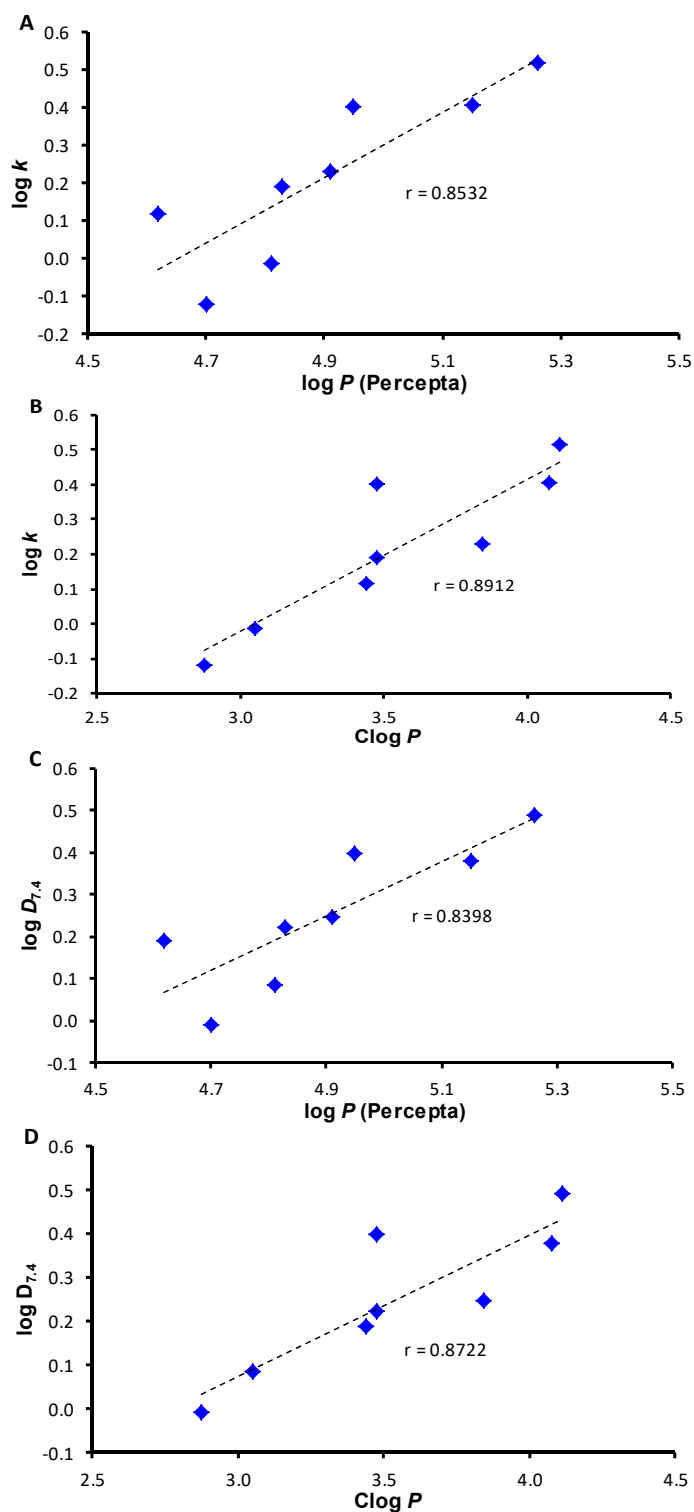 A
0.6
0.5
0.4
0.3
0.2
0.1
0.0
-0.1
-0.2
log k
r = 0.8532
4.5 4.7 4.9 5.1 5.3 5.5
log P (Percepta)
B
0.6
0.5
0.4
0.3
0.2
0.1
0.0
-0.1
-0.2
log k
r = 0.8912
2.5 3.0 3.5 4.0 4.5
Clog P
C
0.6
0.5
0.4
0.3
0.2
0.1
0.0
-0.1
log D7.4
r = 0.8398
4.5 4.7 4.9 5.1 5.3 5.5
log P (Percepta)
D
0.6
0.5
0.4
0.3
0.2
0.1
0.0
-0.1
log D7.4
r = 0.8722
2.5 3.0 3.5 4.0 4.5
Clog P